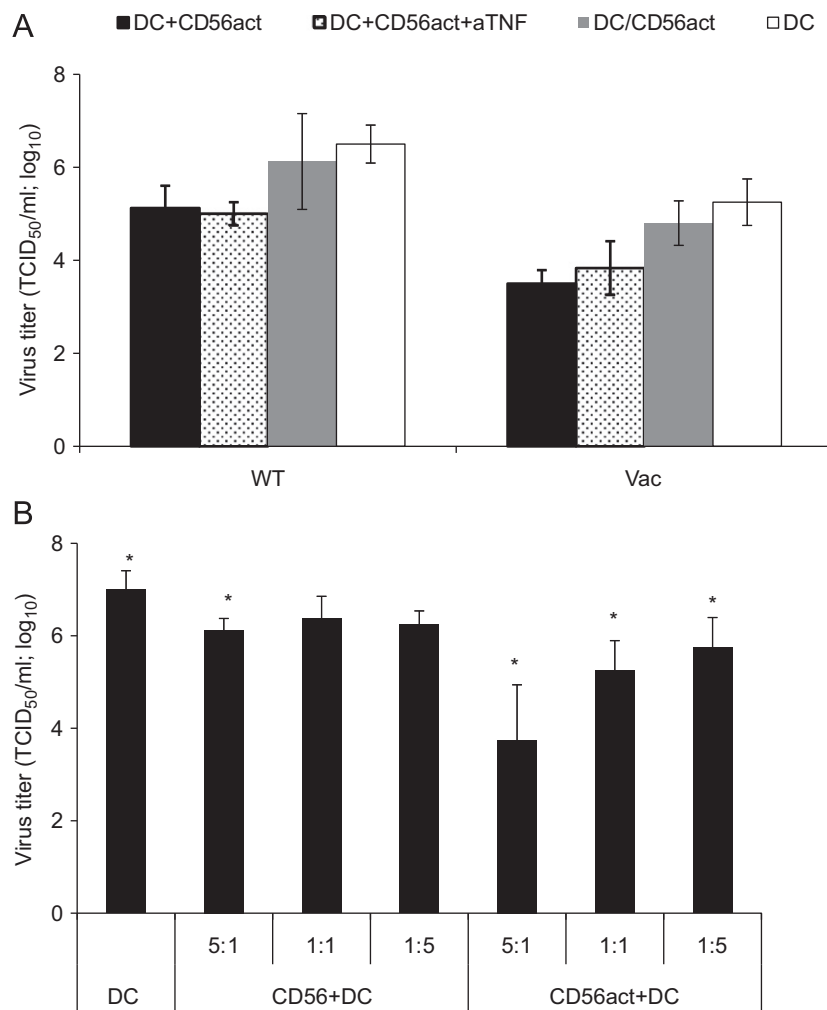 A
DC+CD56act DC+CD56act+aTNF DC/CD56act DC
Virus titer (TCID50/ml; log10)
8
6
4
2
0
WT Vac
B
Virus titer (TCID50/ml; log10)
8
6
4
2
0
* * * * *
5:1 1:1 1:5 5:1 1:1 1:5
DC CD56+DC CD56act+DC